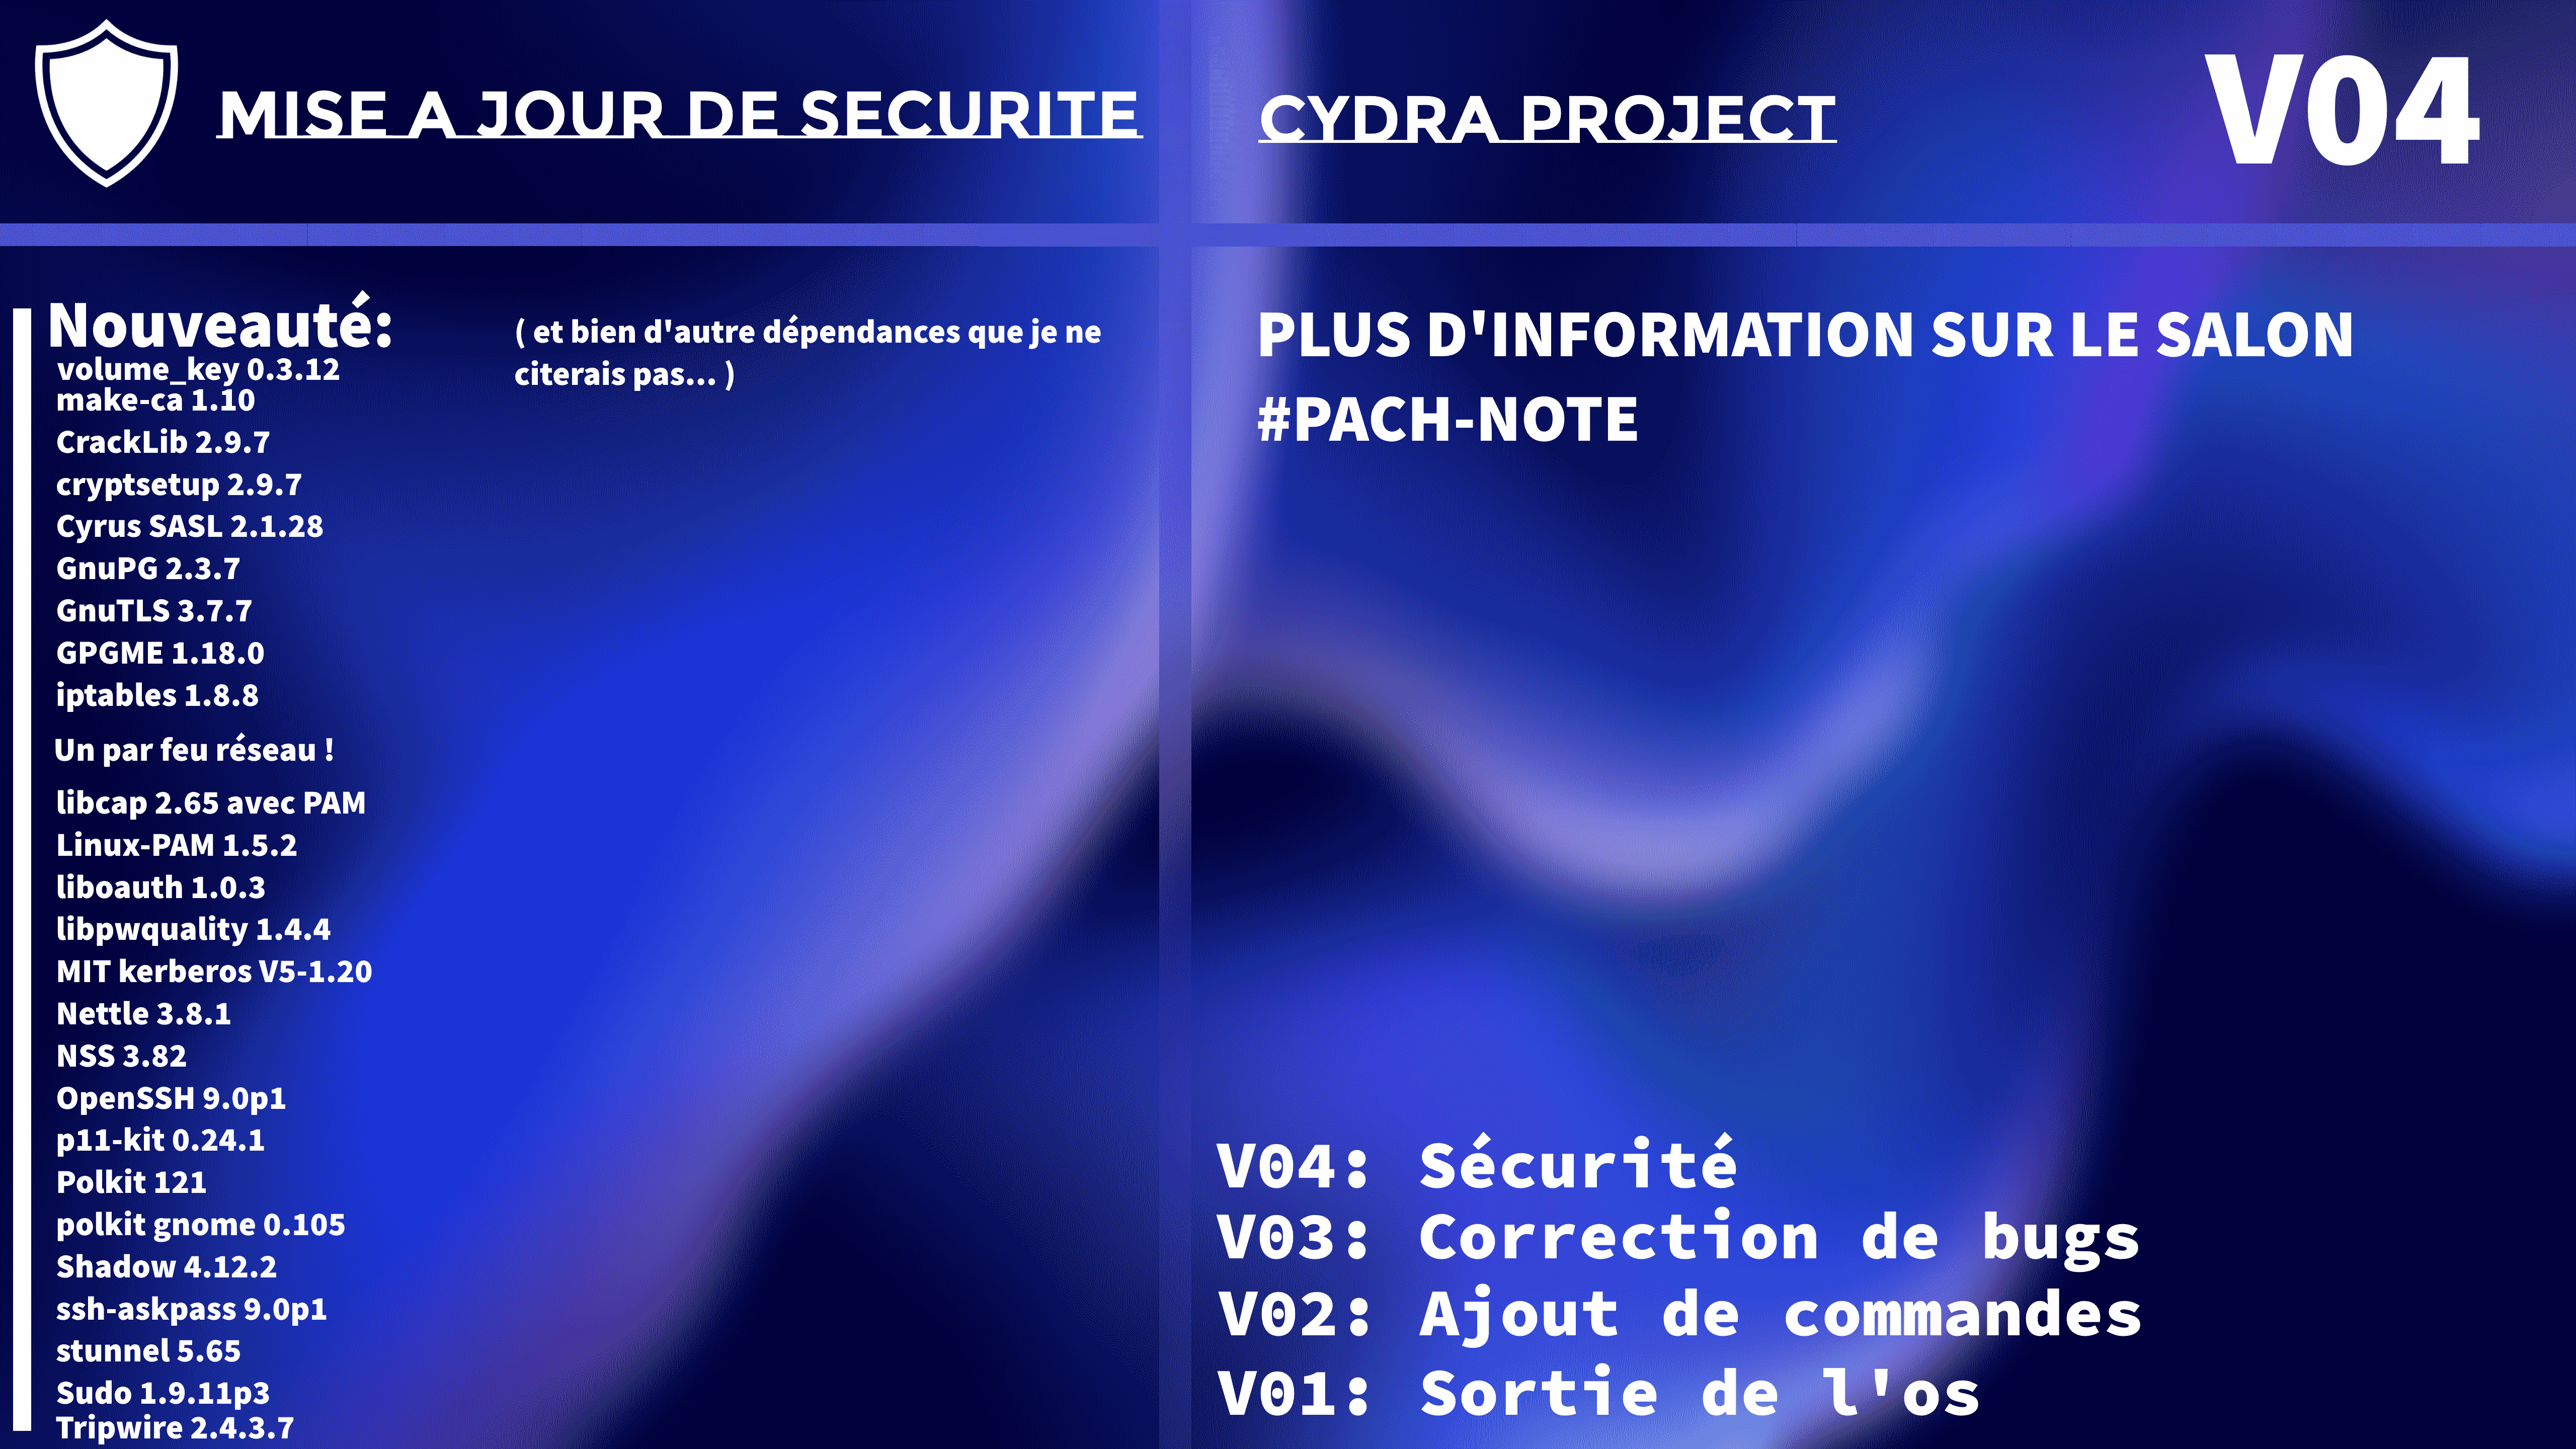 MISE A JOUR DE SECURITE
CYDRA PROJECT
V04
Nouveauté:
( et bien d'autre dépendances que je ne
citerais pas... )
volume_key 0.3.12
make-ca 1.10
CrackLib 2.9.7
cryptsetup 2.9.7
Cyrus SASL 2.1.28
GnuPG 2.3.7
GnuTLS 3.7.7
GPGME 1.18.0
iptables 1.8.8
Un par feu réseau !
libcap 2.65 avec PAM
Linux-PAM 1.5.2
liboauth 1.0.3
libpwquality 1.4.4
MIT kerberos V5-1.20
Nettle 3.8.1
NSS 3.82
OpenSSH 9.0p1
p11-kit 0.24.1
Polkit 121
polkit gnome 0.105
Shadow 4.12.2
ssh-askpass 9.0p1
stunnel 5.65
Sudo 1.9.11p3
Tripwire 2.4.3.7
PLUS D'INFORMATION SUR LE SALON
#PACH-NOTE
V04: Sécurité
V03: Correction de bugs
V02: Ajout de commandes
V01: Sortie de l'os